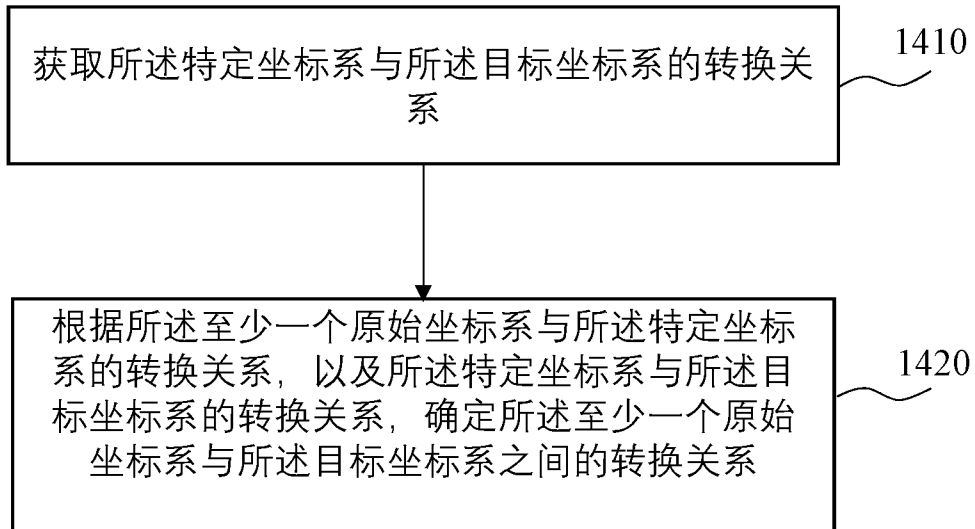 获取所述特定坐标系与所述目标坐标系的转换关
系
1410
根据所述至少一个原始坐标系与所述特定坐标
系的转换关系，以及所述特定坐标系与所述目
标坐标系的转换关系，确定所述至少一个原始
坐标系与所述目标坐标系之间的转换关系
1420